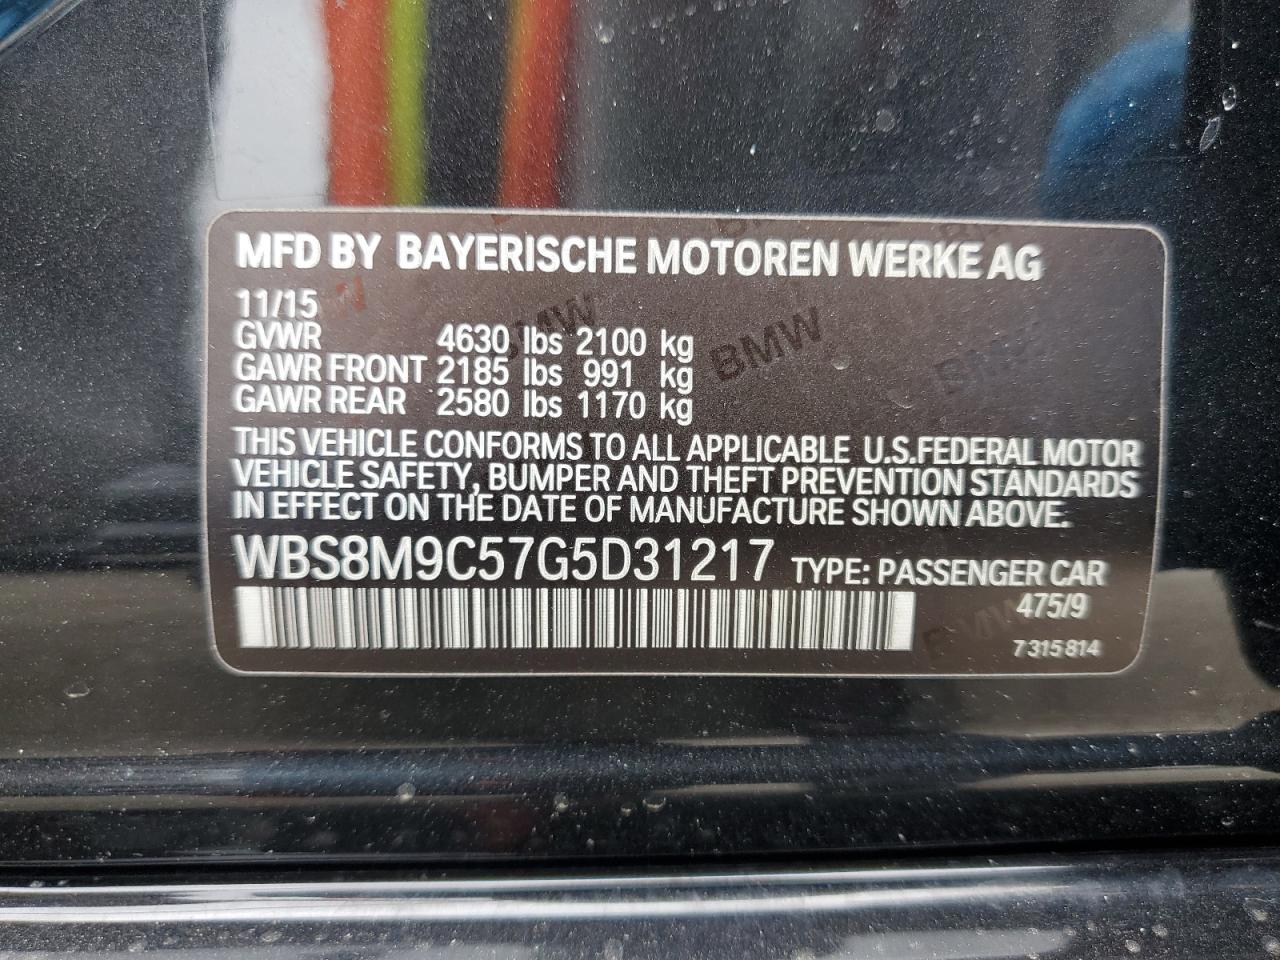 MFD BY BAYERISCHE MOTOREN WERKE AG
11/15
GVWR 4630 lbs 2100 kg
GAWR FRONT 2185 lbs 991 kg
GAWR REAR 2580 lbs 1170 kg
THIS VEHICLE CONFORMS TO ALL APPLICABLE U.S.FEDERAL MOTOR
VEHICLE SAFETY, BUMPER AND THEFT PREVENTION STANDARDS
IN EFFECT ON THE DATE OF MANUFACTURE SHOWN ABOVE.
WBS8M9C57G5D31217 TYPE: PASSENGER CAR
475/9
7 315 814
BMW
BMW
BMW